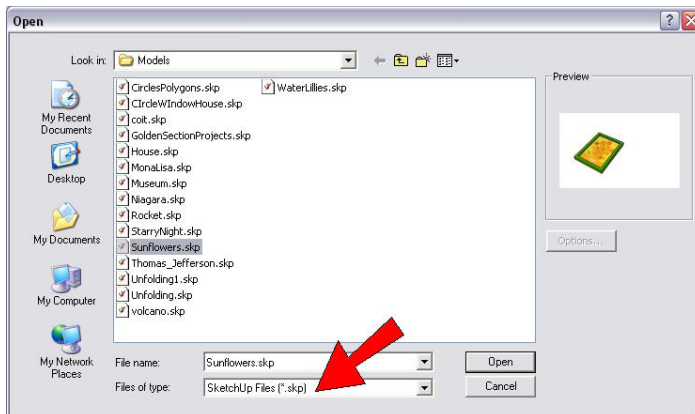 Open
Look in: Models
CirclesPolygons.skp
CIrcleWIndowHouse.skp
coit.skp
GoldenSectionProjects.skp
House.skp
MonaLisa.skp
Museum.skp
Niagara.skp
Rocket.skp
StarryNight.skp
Sunflowers.skp
Thomas_Jefferson.skp
Unfolding1.skp
Unfolding.skp
volcano.skp
WaterLillies.skp
My Recent
Documents
Desktop
My Documents
My Computer
My Network
Places
Preview
Options...
File name: Sunflowers.skp Open
Files of type: SketchUp Files (*.skp) Cancel